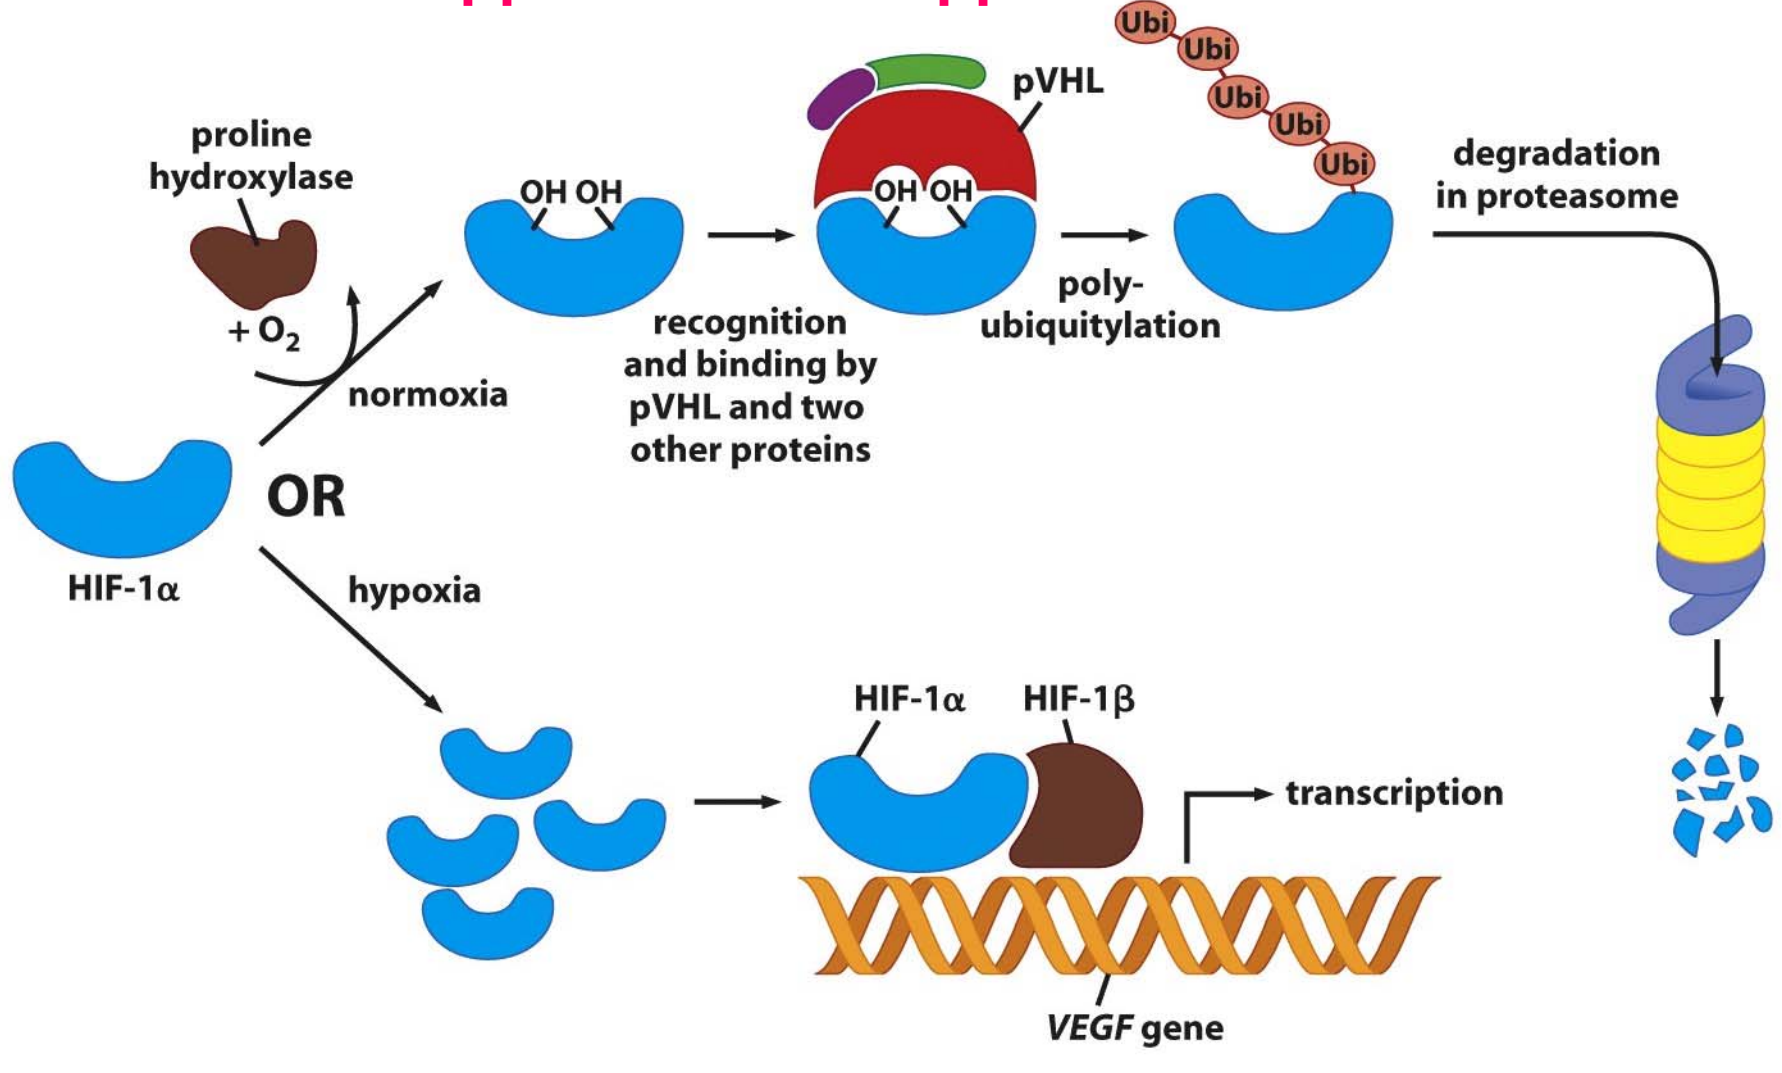 Ubi
Ubi
Ubi
Ubi
Ubi
pVHL
proline
hydroxylase
+ O2
OH OH
OH OH
degradation
in proteasome
poly-
ubiquitylation
recognition
and binding by
pVHL and two
other proteins
normoxia
OR
HIF-1α
hypoxia
HIF-1α
HIF-1β
transcription
VEGF gene